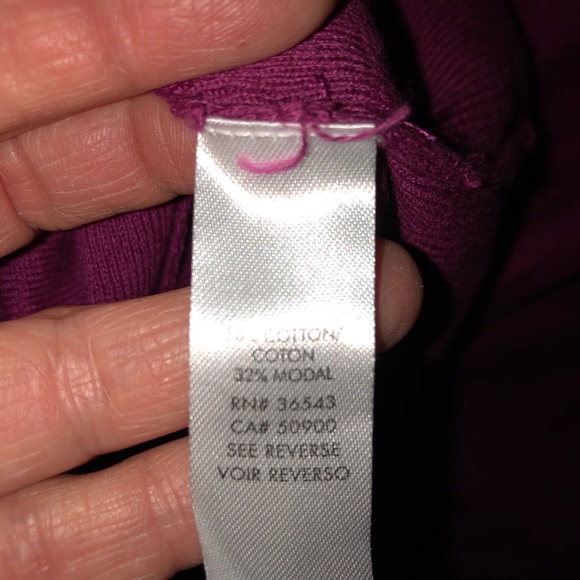 COTTON/
COTON
32% MODAL
RN# 36543
CA# 50900
SEE REVERSE
VOIR REVERSO